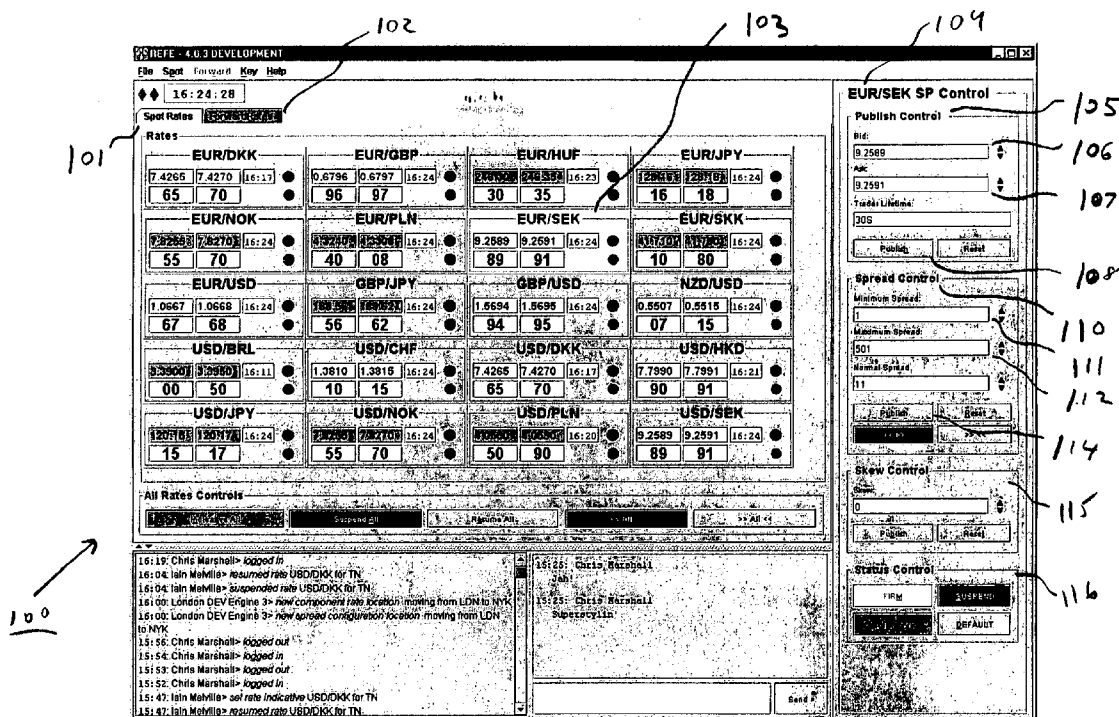 102
103
104
REFE - 4.0.3 DEVELOPMENT
File Spot Forward Key Help
16:24:28
Spot Rates
101
Rates
EUR/DKK EUR/GBP EUR/HUF EUR/JPY
7.4265 7.4270 16:17 0.6796 0.6797 16:24 16:23 16:24
65 70 96 97 30 35 16 18
EUR/NOK EUR/PLN EUR/SEK EUR/SKK
16:24 16:24 9.2589 9.2591 16:24 16:24
55 70 40 08 89 91 10 80
EUR/USD GBP/JPY GBP/USD NZD/USD
1.0667 1.0668 16:24 16:24 1.5694 1.5695 16:24 0.5507 0.5515 16:24
67 68 56 62 94 95 07 15
USD/BRL USD/CHF USD/DKK USD/HKD
16:11 1.3810 1.3815 16:24 7.4265 7.4270 16:17 7.7990 7.7991 16:21
00 50 10 15 65 70 90 91
USD/JPY USD/NOK USD/PLN USD/SEK
16:24 16:24 16:20 9.2589 9.2591 16:24
15 17 55 70 50 90 89 91
All Rates Controls
Suspend All Resume All >> All <<
16:19: Chris Marshall> logged in
16:04: Iain Melville> resumed rate USD/DKK for TN
16:04: Iain Melville> suspended rate USD/DKK for TN
16:00: London DEV Engine 3> new component rate location moving from LDN to NYK
16:00: London DEV Engine 3> new spread configuration location moving from LDN
to NYK
15:56: Chris Marshall> logged out
15:54: Chris Marshall> logged in
15:53: Chris Marshall> logged out
15:52: Chris Marshall> logged in
15:47: Iain Melville> set rate indicative USD/DKK for TN
15:47: Iain Melville> resumed rate USD/DKK for TN
15:25: Chris Marshall
Jah!
15:25: Chris Marshall
Superstylin'
Send
EUR/SEK SP Control
Publish Control
105
Bid:
9.2589
106
Ask:
9.2591
107
Trader Lifetime:
30S
Publish Reset
108
Spread Control
110
Minimum Spread:
1
111
Maximum Spread:
501
112
Normal Spread:
11
Publish Reset
114
Skew Control
115
0
Publish Reset
Status Control
116
FIRM SUSPEND
DEFAULT
100